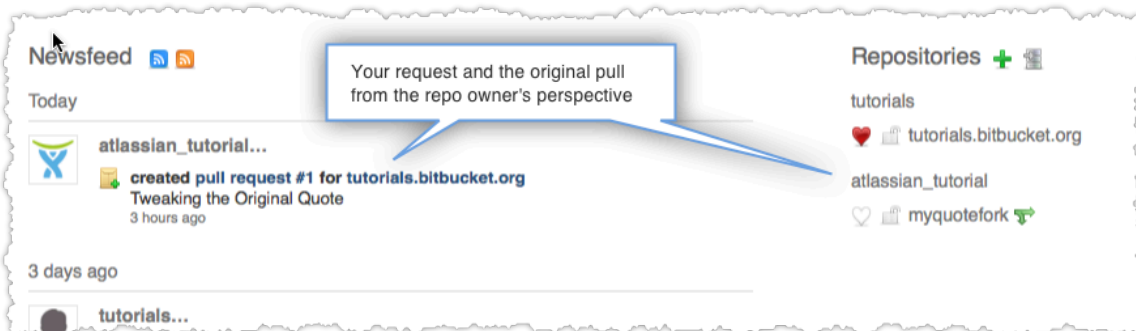 Newsfeed
Today
atlassian_tutorial...
created pull request #1 for tutorials.bitbucket.org
Tweaking the Original Quote
3 hours ago
3 days ago
tutorials...
Your request and the original pull
from the repo owner's perspective
Repositories
tutorials
tutorials.bitbucket.org
atlassian_tutorial
myquotefork